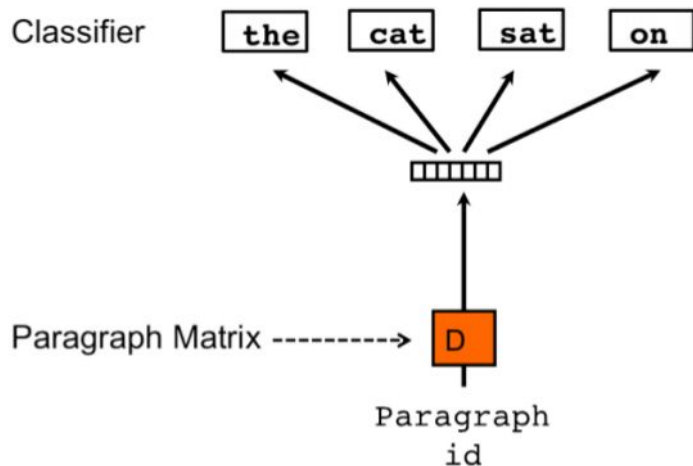 Classifier the cat sat on
Paragraph Matrix D
Paragraph
id